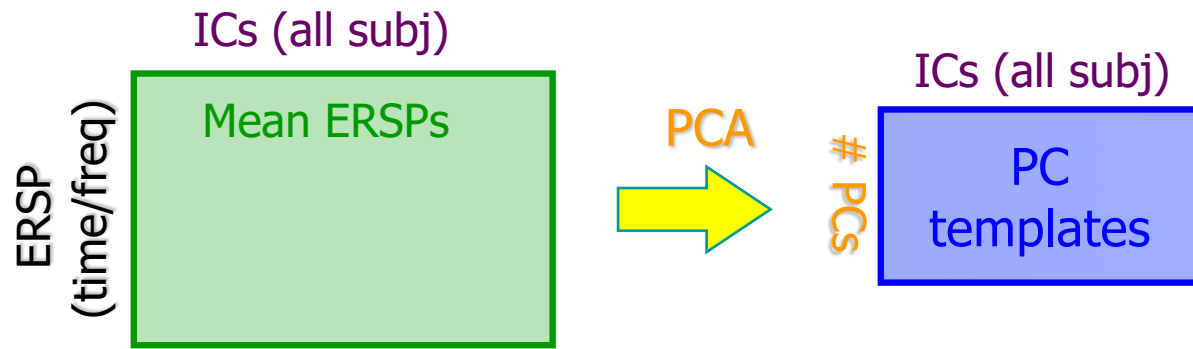 ICs (all subj)
ERSP
(time/freq)
Mean ERSPs
PCA
ICs (all subj)
# PCs
PC
templates